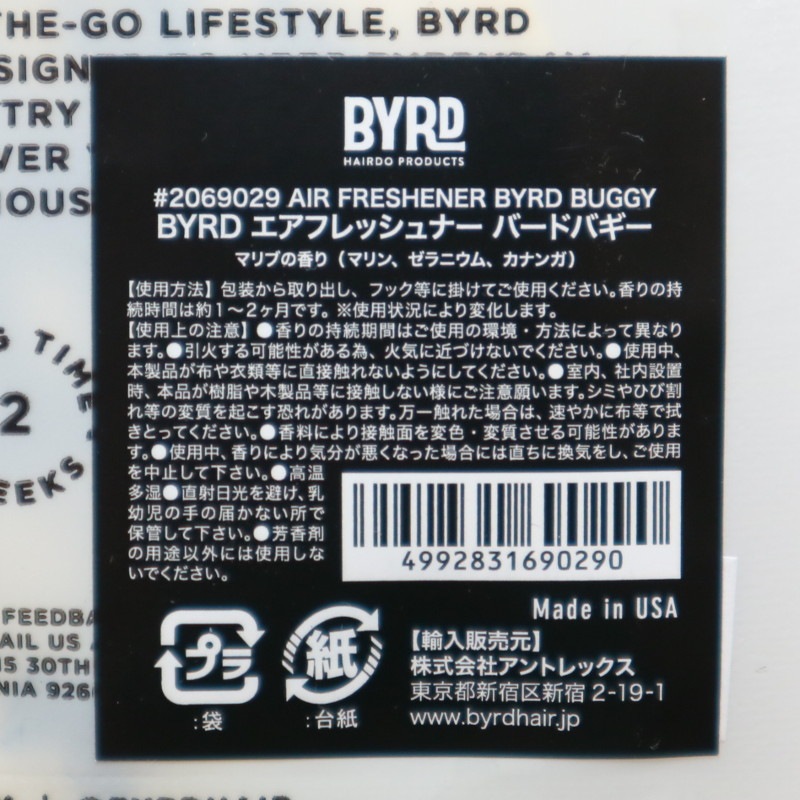 THE-GO LIFESTYLE, BYRD
SIGN
TRY
VER
IOUS
BYRD
HAIRDO PRODUCTS
#2069029 AIR FRESHENER BYRD BUGGY
BYRD エアフレッシュナー バードバギー
マリブの香り（マリン、ゼラニウム、カナンガ）
【使用方法】包装から取り出し、フック等に掛けてご使用ください。香りの持
続時間は約1〜2ヶ月です。※使用状況により変化します。
【使用上の注意】●香りの持続期間はご使用の環境・方法によって異なり
ます。●引火する可能性がある為、火気に近づけないでください。●使用中、
本製品が布や衣類等に直接触れないようにしてください。●室内、社内設置
時、本品が樹脂や木製品等に接触しない様にご注意願います。シミやひび割
れ等の変質を起こす恐れがあります。万一触れた場合は、速やかに布等で拭
きとってください。●香料により接触面を変色・変質させる可能性がありま
す。●使用中、香りにより気分が悪くなった場合には直ちに換気をし、ご使用
を中止して下さい。●高温
多湿●直射日光を避け、乳
幼児の手の届かない所で
保管して下さい。●芳香剤
の用途以外には使用しな
いでください。
4992831690290
Made in USA
プラ
:袋
紙
:台紙
【輸入販売元】
株式会社アントレックス
東京都新宿区新宿 2-19-1
www.byrdhair.jp
G TIME
2
EEKS
FEEDBA
AIL US
15 30TH
NIA 926